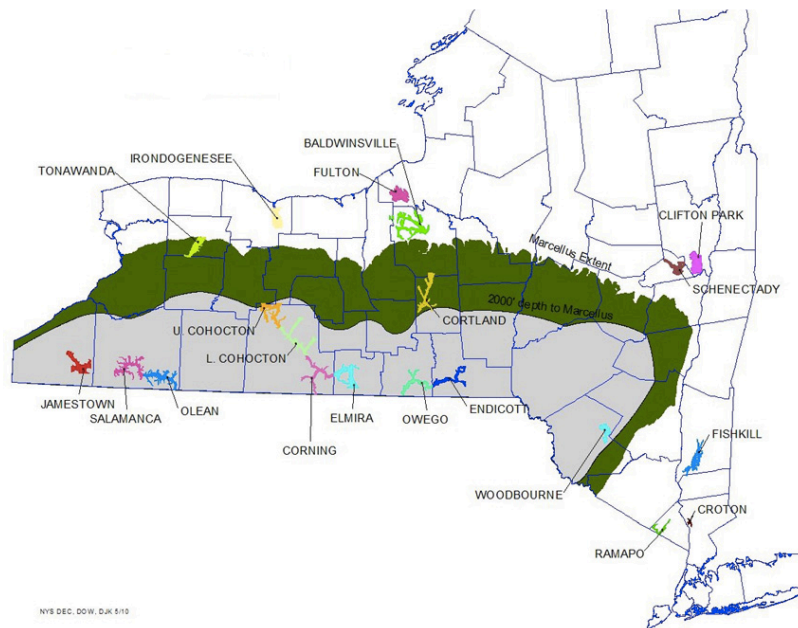 BALDWINSVILLE
IRONDOGENESEE
FULTON
TONAWANDA
CLIFTON PARK
Marcellus Extent
SCHENECTADY
2000' depth to Marcellus
CORTLAND
U. COHOCTON
L. COHOCTON
JAMESTOWN
SALAMANCA
OLEAN
ELMIRA
OWEGO
ENDICOTT
CORNING
FISHKILL
WOODBOURNE
CROTON
RAMAPO
NYS DEC, DOW, DJK 5/10